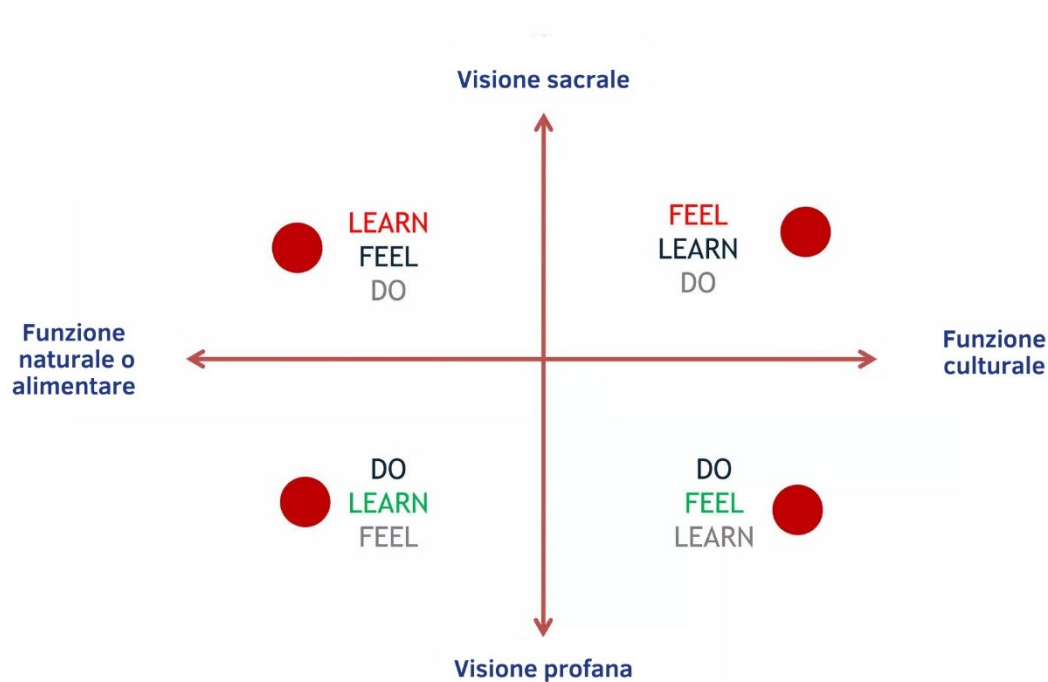 Visione sacrale
LEARN
FEEL
DO
FEEL
LEARN
DO
Funzione
naturale o
alimentare
Funzione
culturale
DO
LEARN
FEEL
DO
FEEL
LEARN
Visione profana